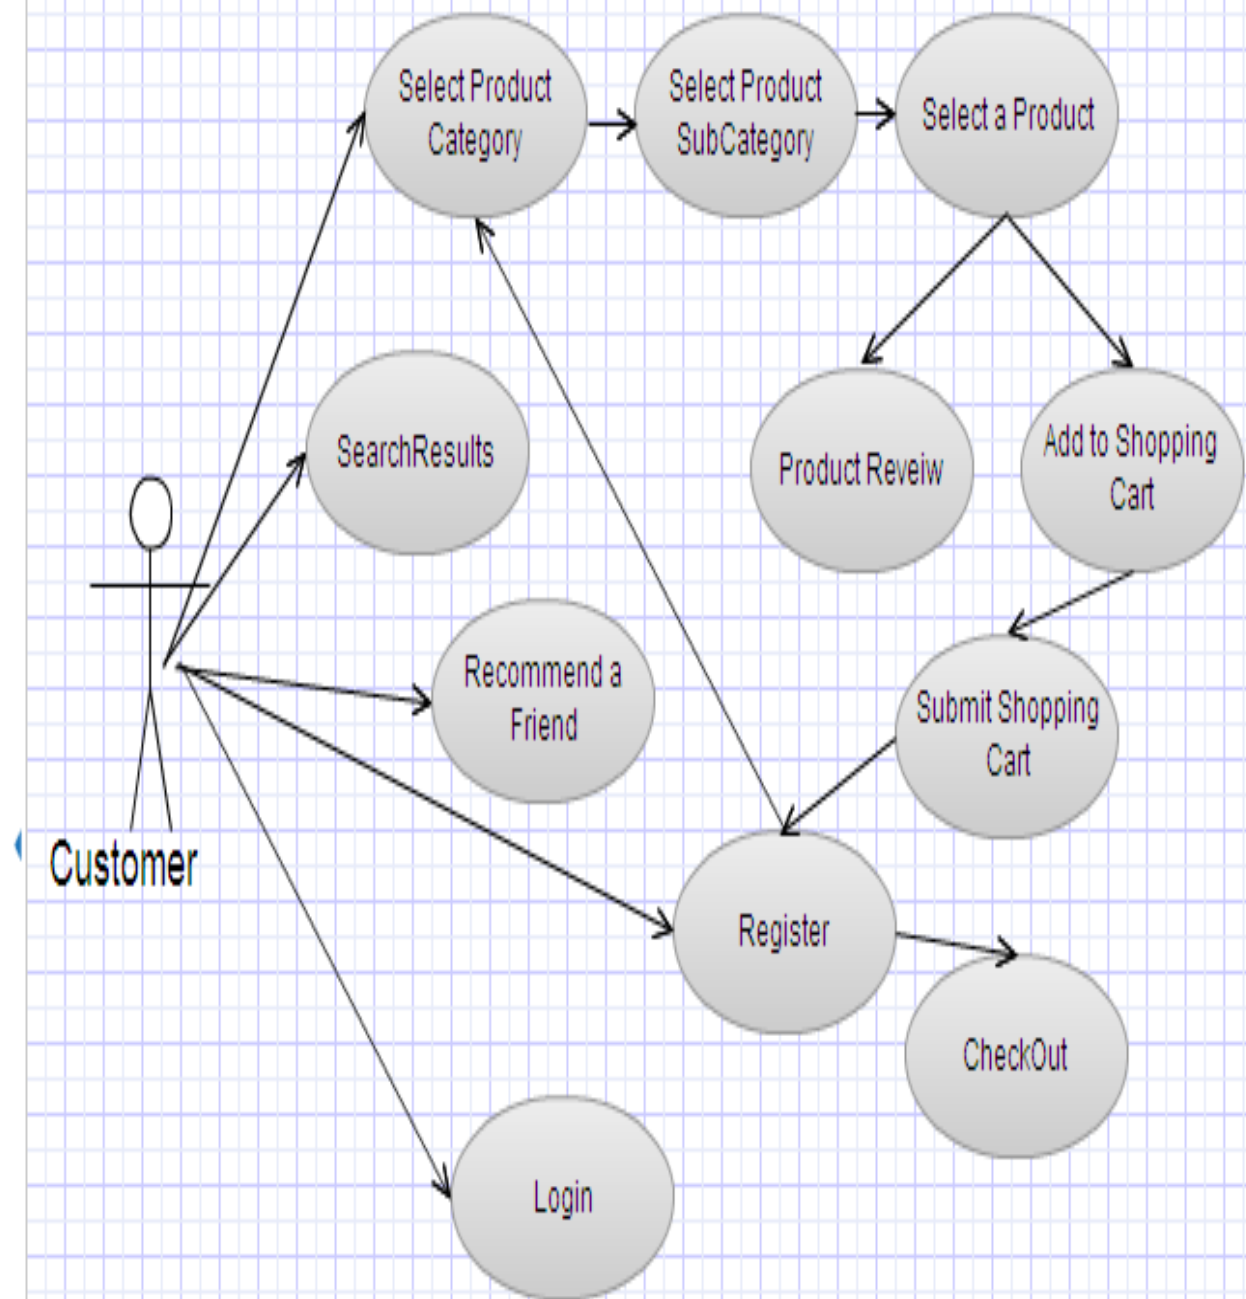 Select Product
Category
Select Product
SubCategory
Select a Product
SearchResults
Product Reveiw
Add to Shopping
Cart
Recommend a
Friend
Submit Shopping
Cart
Customer
Register
CheckOut
Login